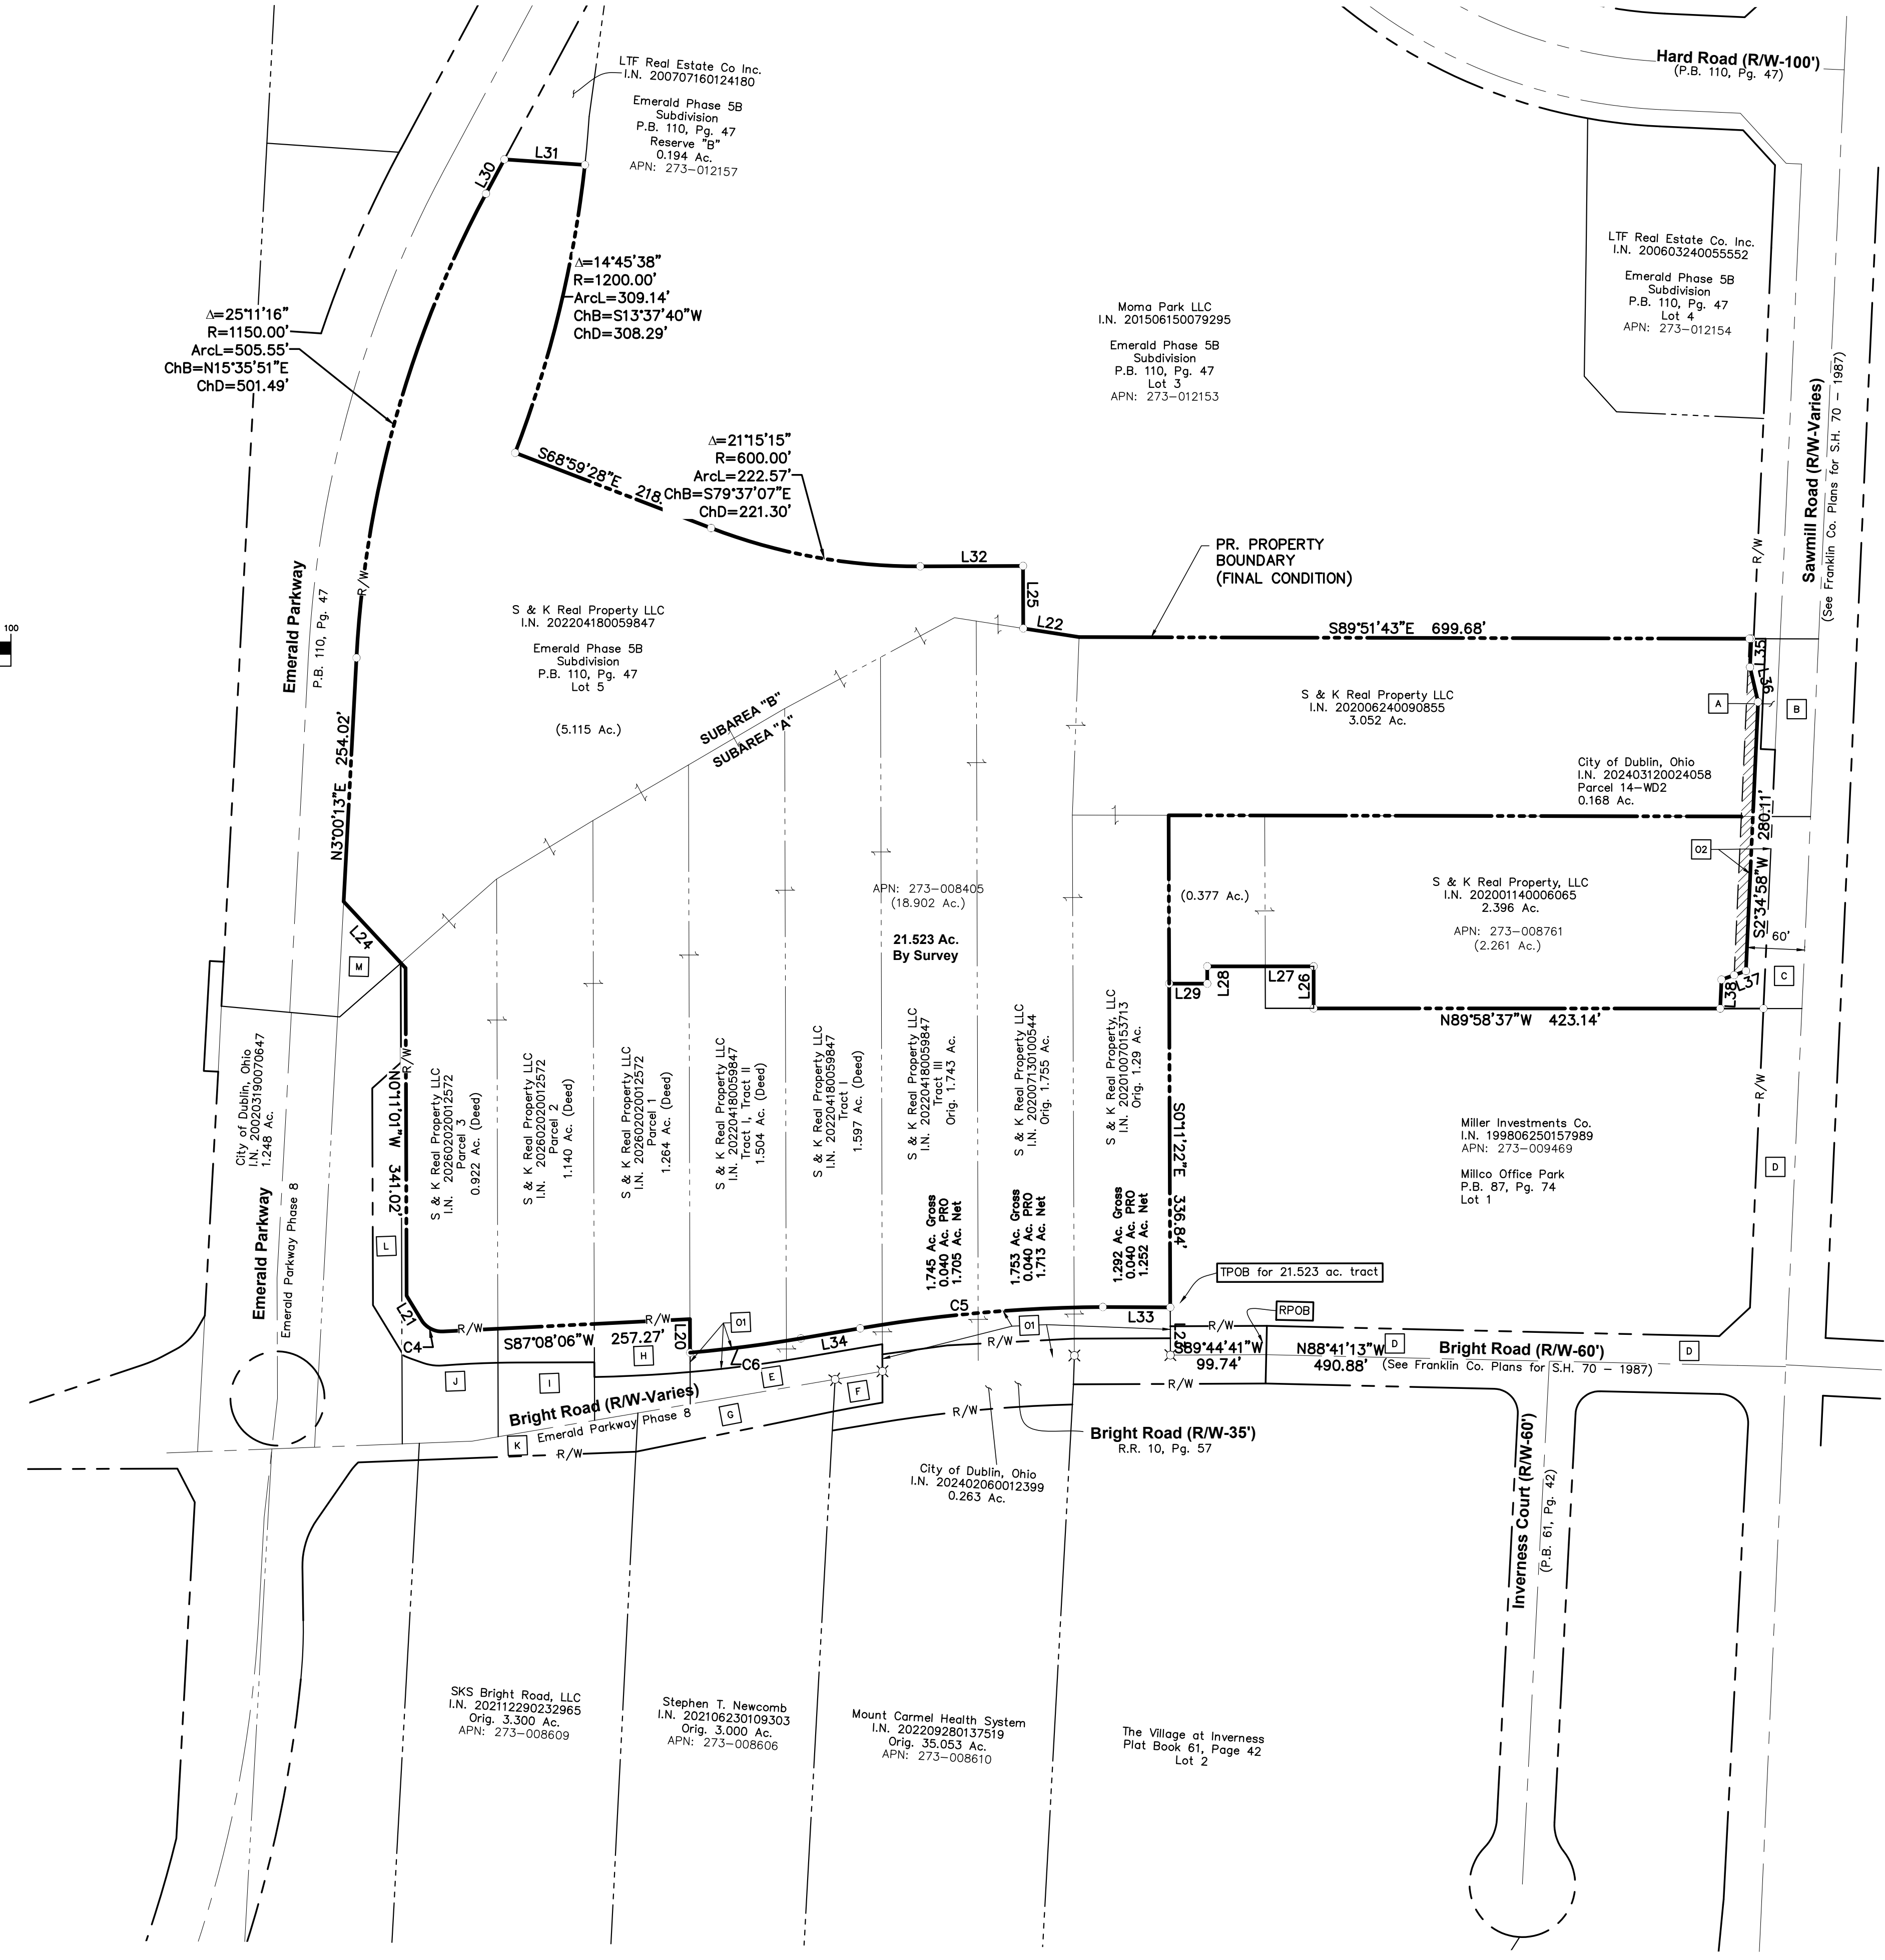 Hard Road (R/W-100')
(P.B. 110, Pg. 47)
LTF Real Estate Co Inc.
I.N. 200707160124180
Emerald Phase 5B
Subdivision
P.B. 110, Pg. 47
Reserve "B"
0.194 Ac.
APN: 273-012157
L31
L30
Δ=14°45'38"
R=1200.00'
ArcL=309.14'
ChB=S13°37'40"W
ChD=308.29'
Δ=25°11'16"
R=1150.00'
ArcL=505.55'
ChB=N15°35'51"E
ChD=501.49'
LTF Real Estate Co. Inc.
I.N. 200603240055552
Emerald Phase 5B
Subdivision
P.B. 110, Pg. 47
Lot 4
APN: 273-012154
Moma Park LLC
I.N. 201506150079295
Emerald Phase 5B
Subdivision
P.B. 110, Pg. 47
Lot 3
APN: 273-012153
Sawmill Road (R/W-Varies)
(See Franklin Co. Plans for S.H. 70 - 1987)
R/W
Δ=21°15'15"
R=600.00'
ArcL=222.57'
ChB=S79°37'07"E
ChD=221.30'
S68°59'28"E 218.
L32
L25
L22
PR. PROPERTY
BOUNDARY
(FINAL CONDITION)
S89°51'43"E 699.68'
L35
L36
A
B
100
Emerald Parkway
P.B. 110, Pg. 47
R/W
N3°00'13"E 254.02'
S & K Real Property LLC
I.N. 202204180059847
Emerald Phase 5B
Subdivision
P.B. 110, Pg. 47
Lot 5
(5.115 Ac.)
SUBAREA "B"
SUBAREA "A"
S & K Real Property LLC
I.N. 202006240090855
3.052 Ac.
City of Dublin, Ohio
I.N. 202403120024058
Parcel 14-WD2
0.168 Ac.
O2
S2°34'58"W 280.11'
60'
APN: 273-008405
(18.902 Ac.)
21.523 Ac.
By Survey
(0.377 Ac.)
S & K Real Property, LLC
I.N. 202001140006065
2.396 Ac.
APN: 273-008761
(2.261 Ac.)
L24
M
L29
L28
L27
L26
L38
L37
C
N89°58'37"W 423.14'
City of Dublin, Ohio
I.N. 200203190070647
1.248 Ac.
Emerald Parkway
Emerald Parkway Phase 8
R/W
N0°11'01"W 341.02'
L
S & K Real Property LLC
I.N. 202602020012572
Parcel 3
0.922 Ac. (Deed)
S & K Real Property LLC
I.N. 202602020012572
Parcel 2
1.140 Ac. (Deed)
S & K Real Property LLC
I.N. 202602020012572
Parcel 1
1.264 Ac. (Deed)
S & K Real Property LLC
I.N. 202204180059847
Tract I, Tract II
1.504 Ac. (Deed)
S & K Real Property LLC
I.N. 202204180059847
Tract I
1.597 Ac. (Deed)
S & K Real Property LLC
I.N. 202204180059847
Tract III
Orig. 1.743 Ac.
S & K Real Property LLC
I.N. 202007130100544
Orig. 1.755 Ac.
S & K Real Property, LLC
I.N. 202010070153713
Orig. 1.29 Ac.
1.745 Ac. Gross
0.040 Ac. PRO
1.705 Ac. Net
1.753 Ac. Gross
0.040 Ac. PRO
1.713 Ac. Net
1.292 Ac. Gross
0.040 Ac. PRO
1.252 Ac. Net
S0°11'22"E 336.84'
R/W
Miller Investments Co.
I.N. 199806250157989
APN: 273-009469
Millco Office Park
P.B. 87, Pg. 74
Lot 1
D
TPOB for 21.523 ac. tract
RPOB
L21
C4
R/W
S87°08'06"W 257.27'
R/W
L20
O1
C6
L34
C5
O1
R/W
L33
R/W
S89°44'41"W
99.74'
N88°41'13"W
490.88'
D
Bright Road (R/W-60')
(See Franklin Co. Plans for S.H. 70 - 1987)
D
H
J
I
E
F
G
K
Bright Road (R/W-Varies)
Emerald Parkway Phase 8
R/W
R/W
R/W
Bright Road (R/W-35')
R.R. 10, Pg. 57
City of Dublin, Ohio
I.N. 202402060012399
0.263 Ac.
Inverness Court (R/W-60')
(P.B. 61, Pg. 42)
SKS Bright Road, LLC
I.N. 202112290232965
Orig. 3.300 Ac.
APN: 273-008609
Stephen T. Newcomb
I.N. 202106230109303
Orig. 3.000 Ac.
APN: 273-008606
Mount Carmel Health System
I.N. 202209280137519
Orig. 35.053 Ac.
APN: 273-008610
The Village at Inverness
Plat Book 61, Page 42
Lot 2